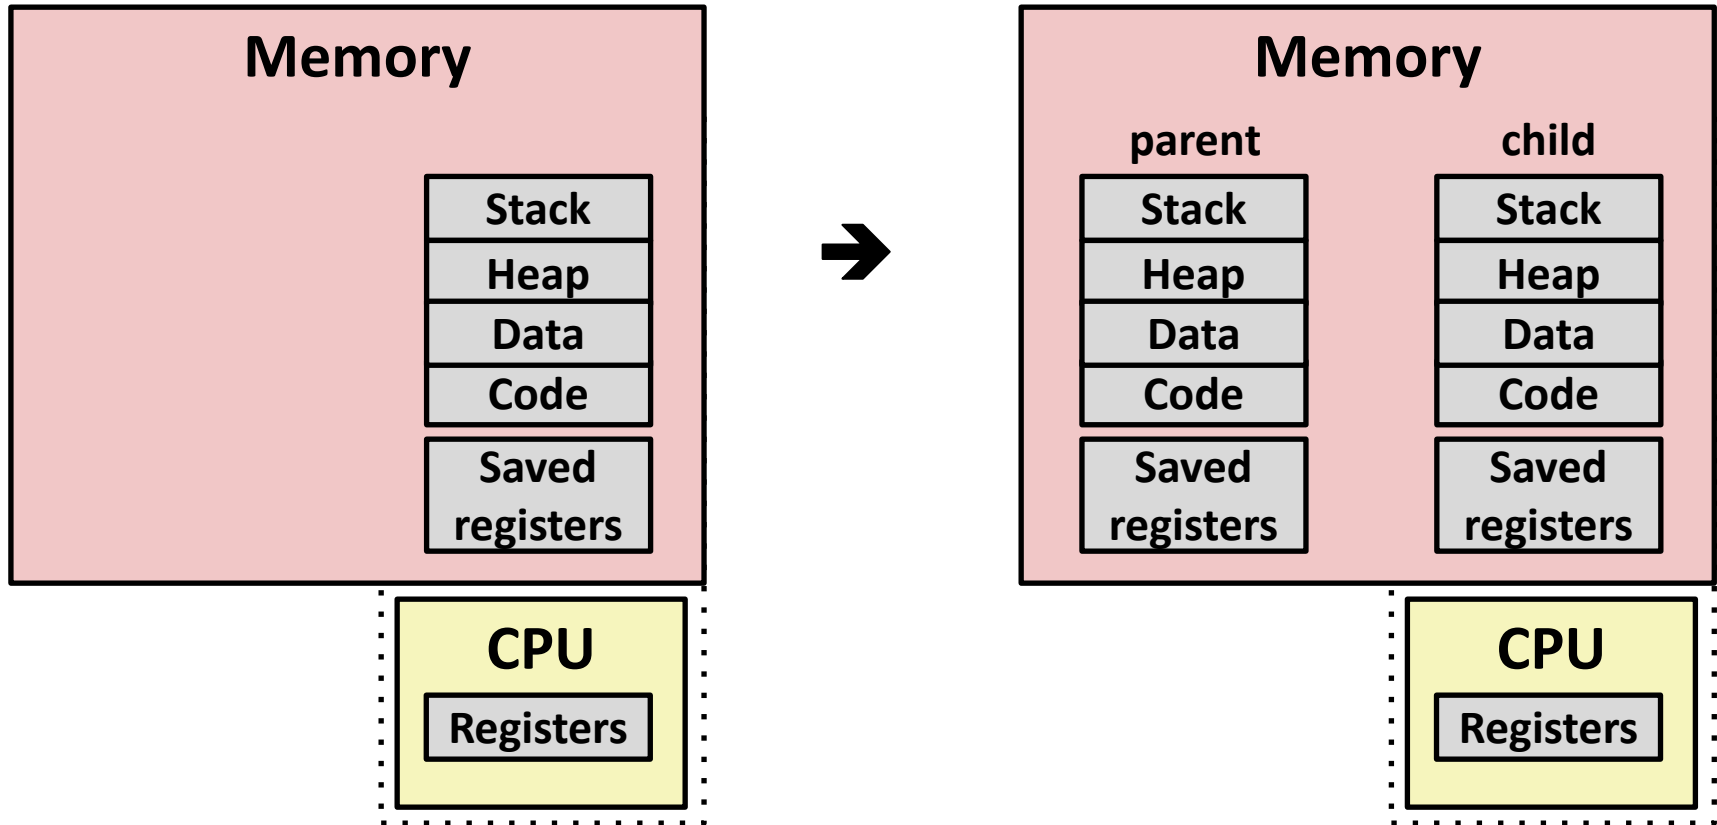 Memory
Stack
Heap
Data
Code
Saved
registers
CPU
Registers
➔
Memory
parent
child
Stack
Heap
Data
Code
Saved
registers
Stack
Heap
Data
Code
Saved
registers
CPU
Registers